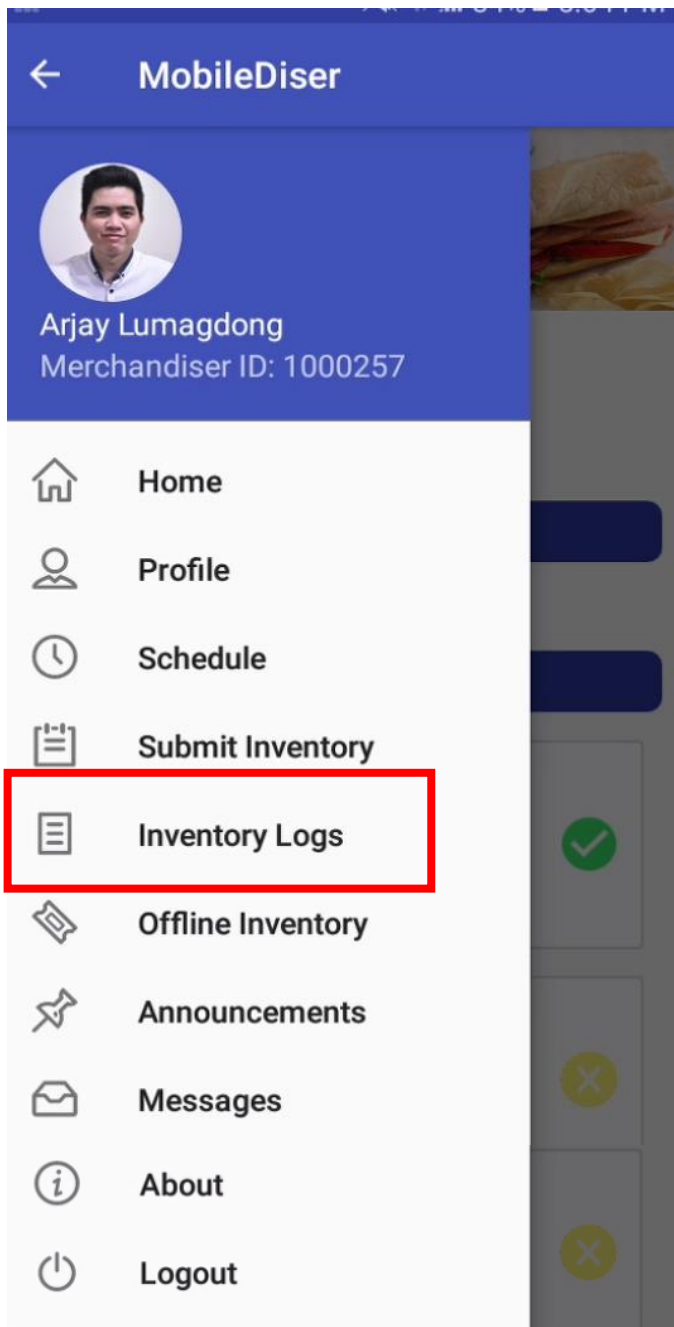 MobileDiser
Arjay Lumagdong
Merchandiser ID: 1000257
Home
Profile
Schedule
Submit Inventory
Inventory Logs
Offline Inventory
Announcements
Messages
About
Logout